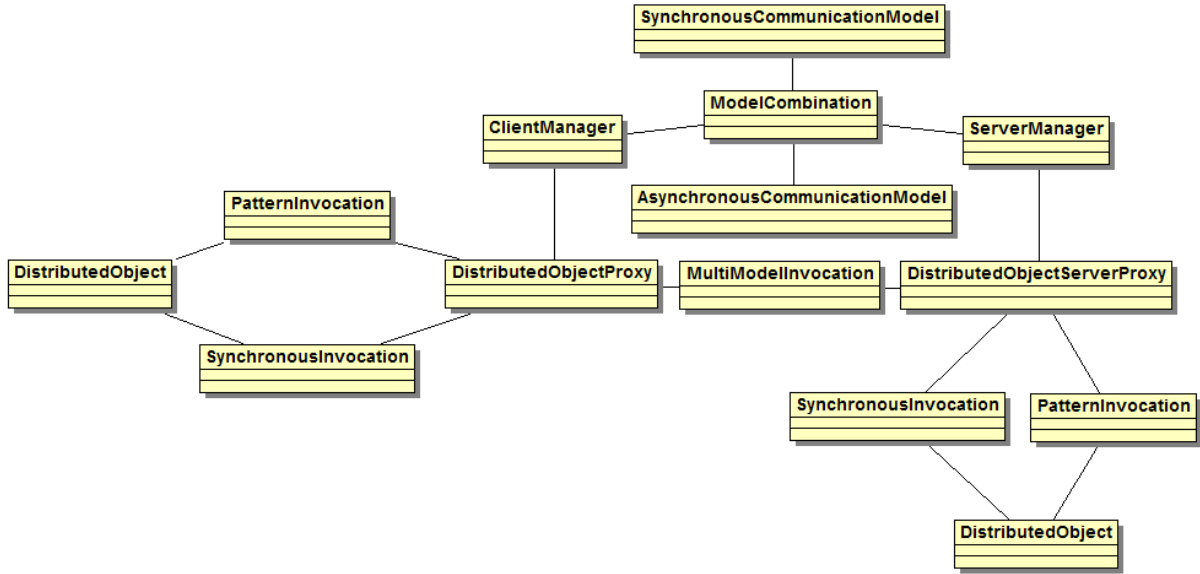 SynchronousCommunicationModel
ModelCombination
ClientManager
ServerManager
AsynchronousCommunicationModel
PatternInvocation
DistributedObject
DistributedObjectProxy
MultiModelInvocation
DistributedObjectServerProxy
SynchronousInvocation
SynchronousInvocation
PatternInvocation
DistributedObject